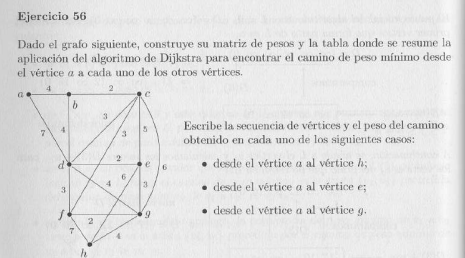 Ejercicio 56
Dado el grafo siguiente, construye su matriz de pesos y la tabla donde se resume la
aplicación del algoritmo de Dijkstra para encontrar el camino de peso mínimo desde
el vértice a a cada uno de los otros vértices.
a 4 2 c
b
3
7 4 3 5
Escribe la secuencia de vértices y el peso del camino
obtenido en cada uno de los siguientes casos:
d 2 e 6
• desde el vértice a al vértice h;
4 6
3 3
• desde el vértice a al vértice e;
f 2 g
• desde el vértice a al vértice g.
7 4
h